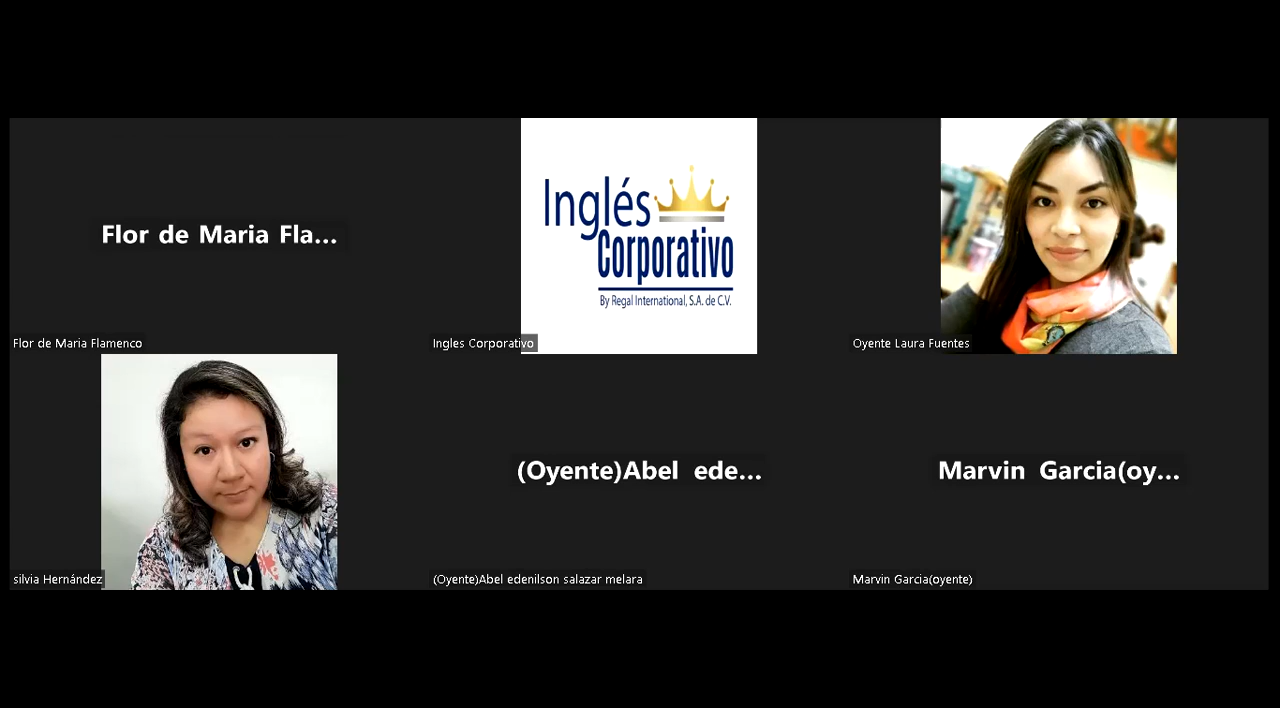 Flor de Maria Fla...
Flor de Maria Flamenco
Inglés
Corporativo
By Regal International, S.A. de C.V.
Ingles Corporativo
Oyente Laura Fuentes
silvia Hernández
(Oyente)Abel ede...
(Oyente)Abel edenilson salazar melara
Marvin Garcia(oy...
Marvin Garcia(oyente)